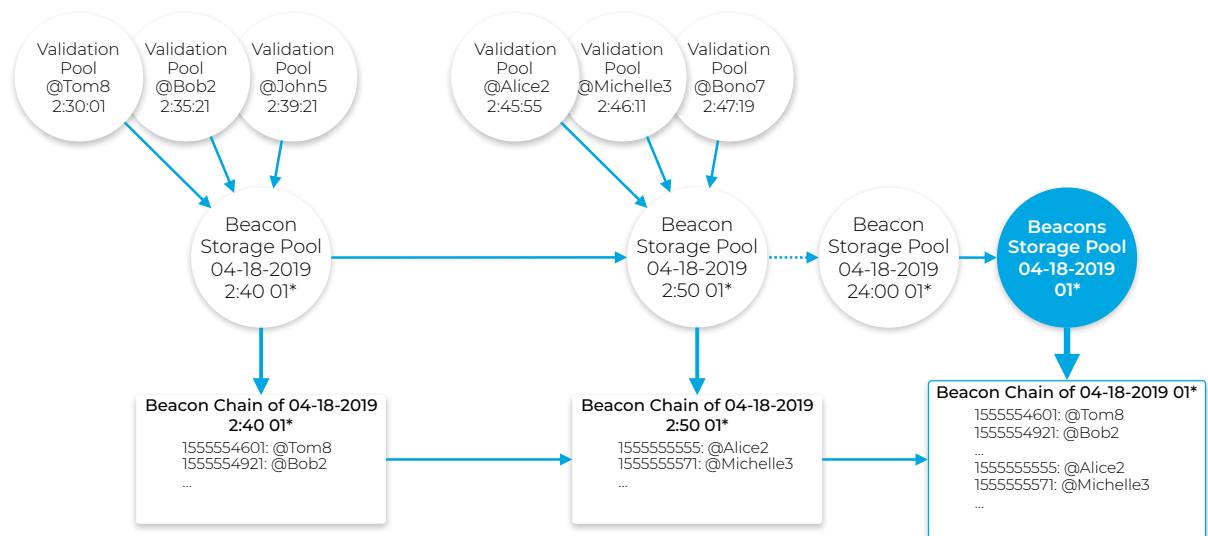 Validation
Pool
@Tom8
2:30:01
Validation
Pool
@Bob2
2:35:21
Validation
Pool
@John5
2:39:21
Validation
Pool
@Alice2
2:45:55
Validation
Pool
@Michelle3
2:46:11
Validation
Pool
@Bono7
2:47:19
Beacon
Storage Pool
04-18-2019
2:40 01*
Beacon
Storage Pool
04-18-2019
2:50 01*
Beacon
Storage Pool
04-18-2019
24:00 01*
Beacons
Storage Pool
04-18-2019
01*
Beacon Chain of 04-18-2019
2:40 01*
1555554601: @Tom8
1555554921: @Bob2
...
Beacon Chain of 04-18-2019
2:50 01*
1555555555: @Alice2
1555555571: @Michelle3
...
Beacon Chain of 04-18-2019 01*
1555554601: @Tom8
1555554921: @Bob2
...
1555555555: @Alice2
1555555571: @Michelle3
...